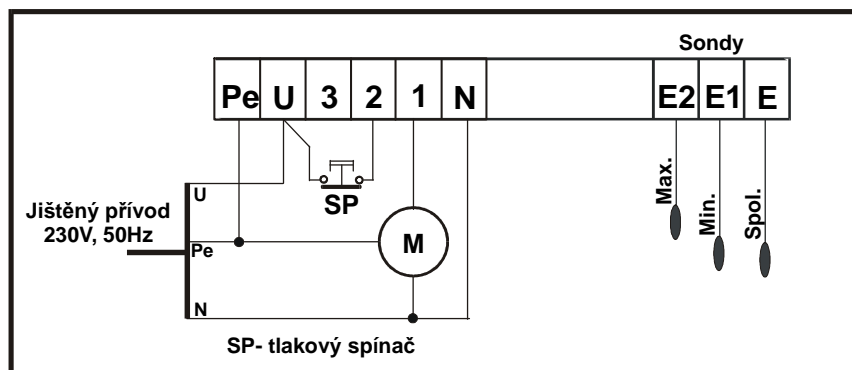 Sondy
Pe U 3 2 1 N E2 E1 E
SP
Max.
Min.
Spol.
U
Jištěný přívod
230V, 50Hz
Pe
M
N
SP- tlakový spínač